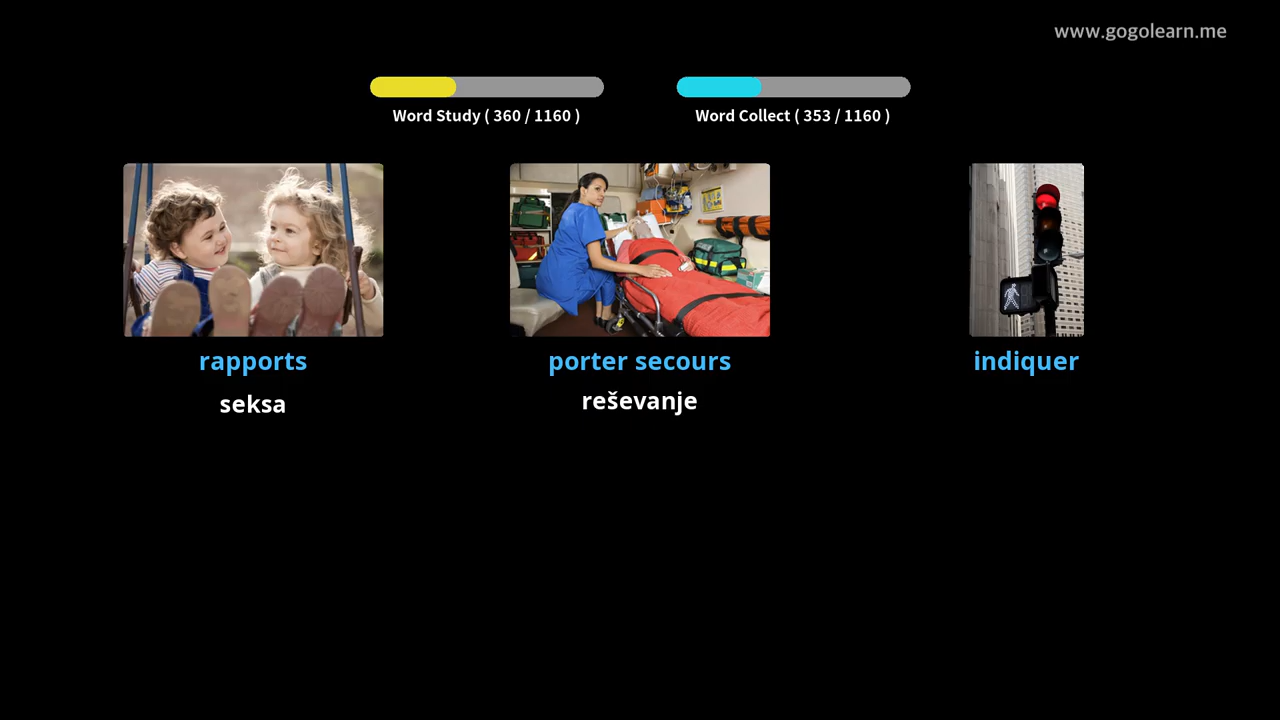 www.gogolearn.me
Word Study ( 360 / 1160 )
Word Collect ( 353 / 1160 )
rapports
seksa
porter secours
reševanje
indiquer